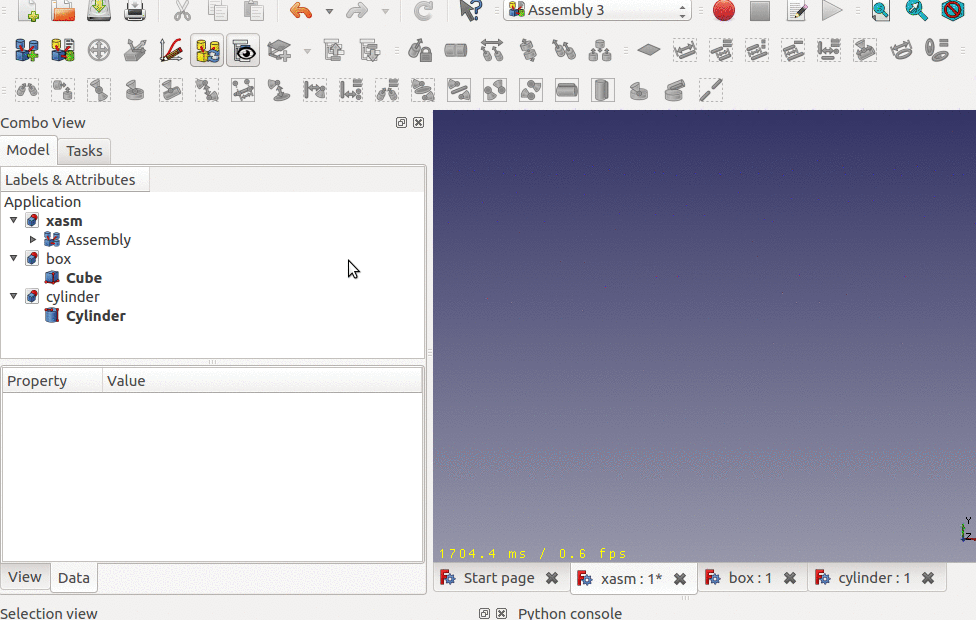 Assembly 3
Combo View
Model Tasks
Labels & Attributes
Application
xasm
Assembly
box
Cube
cylinder
Cylinder
Property Value
1704.4 ms / 0.6 fps
Y
Z
View Data
Start page xasm : 1* box : 1 cylinder : 1
Selection view Python console